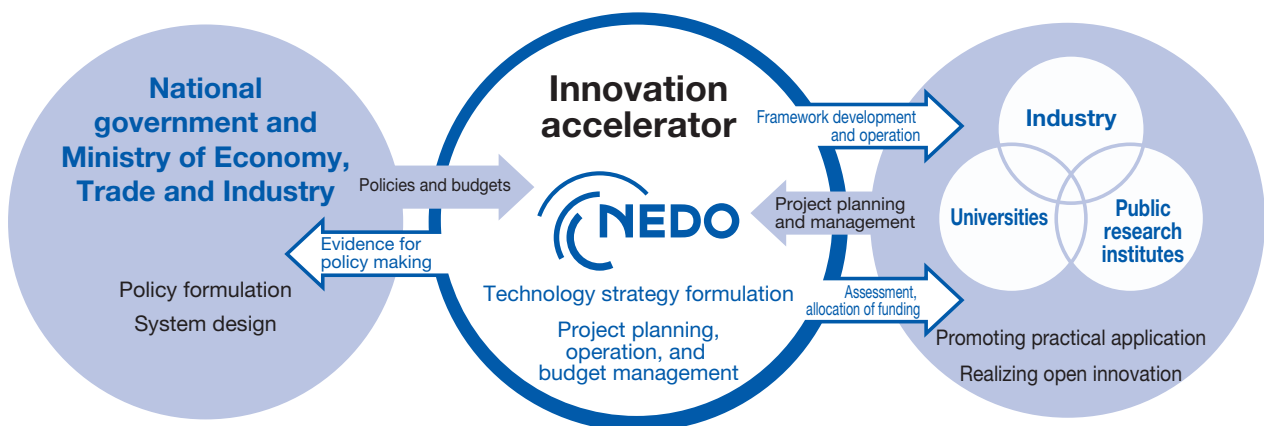 National
government and
Ministry of Economy,
Trade and Industry
Policy formulation
System design
Policies and budgets
Evidence for
policy making
Innovation
accelerator
NEDO
Technology strategy formulation
Project planning,
operation, and
budget management
Framework development
and operation
Project planning
and management
Assessment,
allocation of funding
Industry
Universities
Public
research
institutes
Promoting practical application
Realizing open innovation